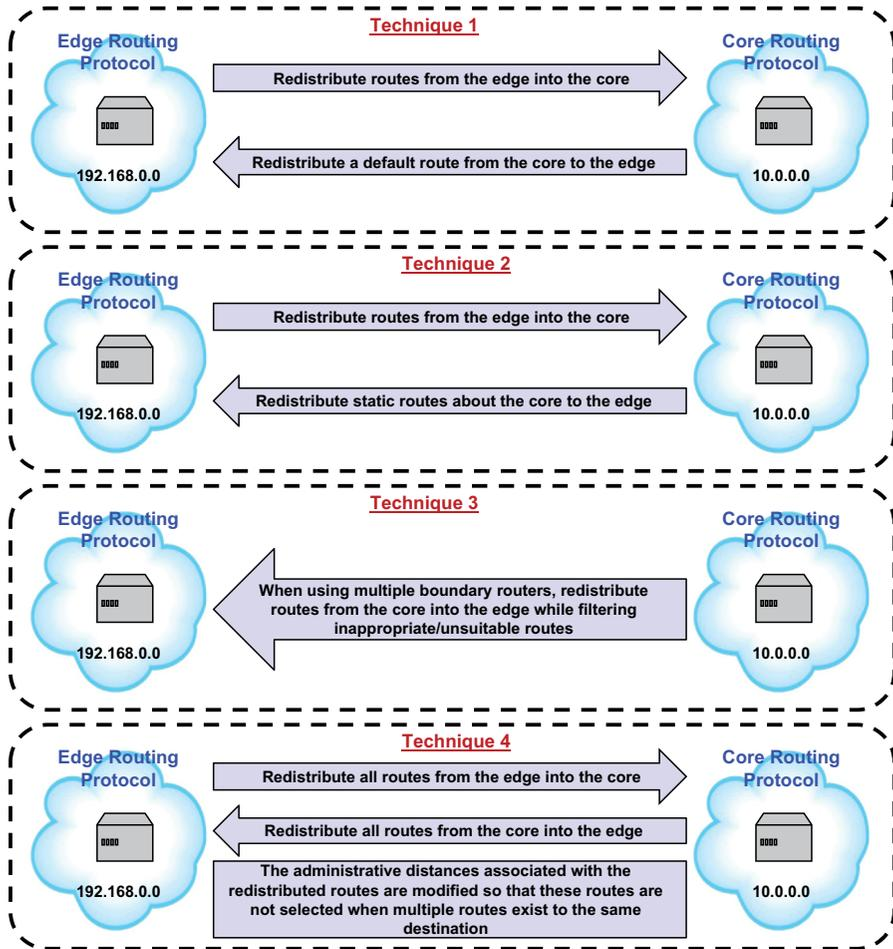 Technique 1
Edge Routing
Protocol
Core Routing
Protocol
Redistribute routes from the edge into the core
Redistribute a default route from the core to the edge
192.168.0.0
10.0.0.0
Technique 2
Edge Routing
Protocol
Core Routing
Protocol
Redistribute routes from the edge into the core
Redistribute static routes about the core to the edge
192.168.0.0
10.0.0.0
Technique 3
Edge Routing
Protocol
Core Routing
Protocol
When using multiple boundary routers, redistribute
routes from the core into the edge while filtering
inappropriate/unsuitable routes
192.168.0.0
10.0.0.0
Technique 4
Edge Routing
Protocol
Core Routing
Protocol
Redistribute all routes from the edge into the core
Redistribute all routes from the core into the edge
192.168.0.0
10.0.0.0
The administrative distances associated with the
redistributed routes are modified so that these routes are
not selected when multiple routes exist to the same
destination